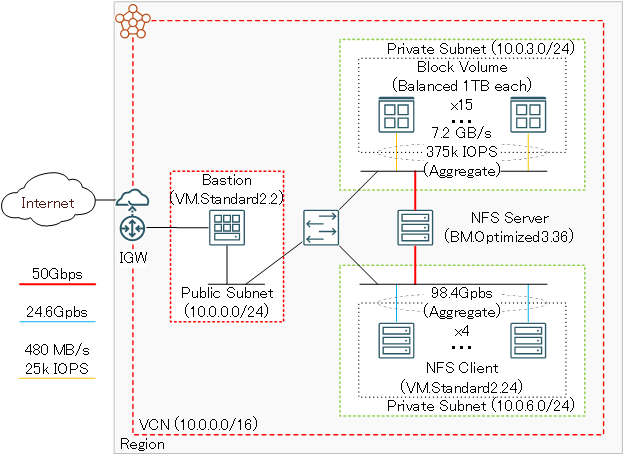 Private Subnet (10.0.3.0/24)
Block Volume
(Balanced 1TB each)
x15
...
7.2 GB/s
375k IOPS
(Aggregate)
Internet
IGW
Bastion
(VM.Standard2.2)
Public Subnet
(10.0.0.0/24)
NFS Server
(BM.Optimized3.36)
50Gbps
24.6Gpbs
480 MB/s
25k IOPS
98.4Gpbs
(Aggregate)
x4
...
NFS Client
(VM.Standard2.24)
Private Subnet (10.0.6.0/24)
VCN (10.0.0.0/16)
Region